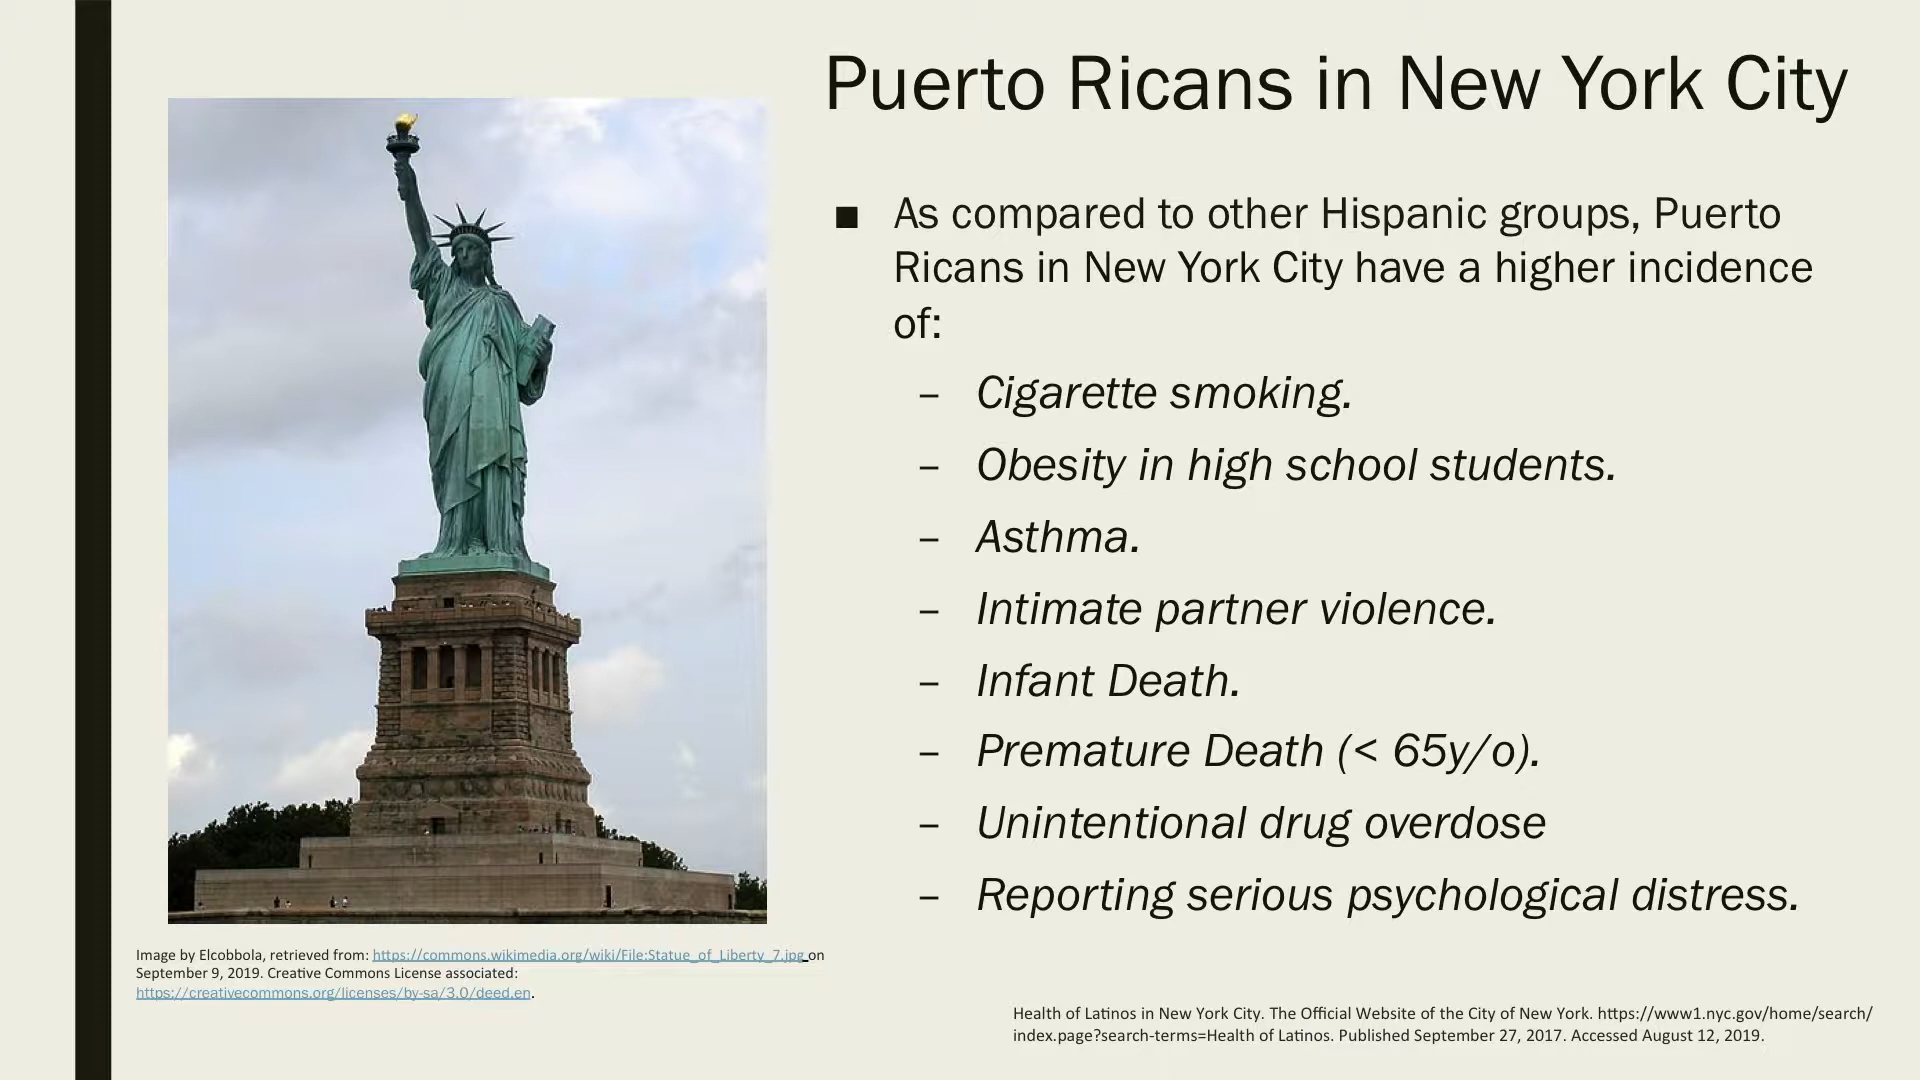 Puerto Ricans in New York City
■ As compared to other Hispanic groups, Puerto
Ricans in New York City have a higher incidence
of:
– Cigarette smoking.
– Obesity in high school students.
– Asthma.
– Intimate partner violence.
– Infant Death.
– Premature Death (< 65y/o).
– Unintentional drug overdose
– Reporting serious psychological distress.
Image by Elcobbola, retrieved from: https://commons.wikimedia.org/wiki/File:Statue_of_Liberty_7.jpg on
September 9, 2019. Creative Commons License associated:
https://creativecommons.org/licenses/by-sa/3.0/deed.en.
Health of Latinos in New York City. The Official Website of the City of New York. https://www1.nyc.gov/home/search/
index.page?search-terms=Health of Latinos. Published September 27, 2017. Accessed August 12, 2019.